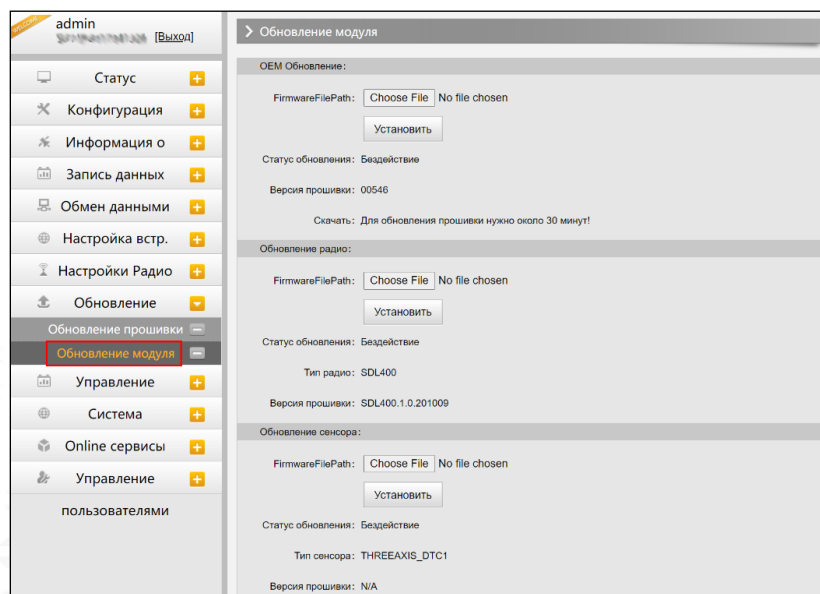 WELCOME
admin
[Выход]
Статус
Конфигурация
Информация о
Запись данных
Обмен данными
Настройка встр.
Настройки Радио
Обновление
Обновление прошивки
Обновление модуля
Управление
Система
Online сервисы
Управление
пользователями
Обновление модуля
OEM Обновление:
FirmwareFilePath: Choose File No file chosen
Установить
Статус обновления: Бездействие
Версия прошивки: 00546
Скачать: Для обновления прошивки нужно около 30 минут!
Обновление радио:
FirmwareFilePath: Choose File No file chosen
Установить
Статус обновления: Бездействие
Тип радио: SDL400
Версия прошивки: SDL400.1.0.201009
Обновление сенсора:
FirmwareFilePath: Choose File No file chosen
Установить
Статус обновления: Бездействие
Тип сенсора: THREEAXIS_DTC1
Версия прошивки: N/A